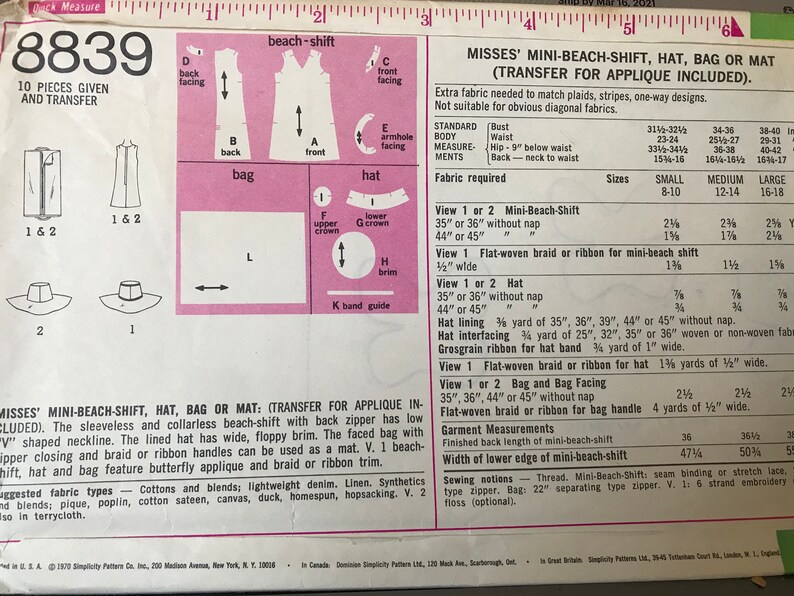 Quick Measure 1 2 3 4 5 6
Ship by Mar 16, 2021
8839
10 PIECES GIVEN
AND TRANSFER
1 & 2
1 & 2
2
1
beach-shift
D
back
facing
C
front
facing
E
armhole
facing
B
back
A
front
bag
L
hat
F
upper
crown
lower
G crown
H
brim
K band guide
MISSES' MINI-BEACH-SHIFT, HAT, BAG OR MAT: (TRANSFER FOR APPLIQUE IN-
CLUDED). The sleeveless and collarless beach-shift with back zipper has low
"V" shaped neckline. The lined hat has wide, floppy brim. The faced bag with
zipper closing and braid or ribbon handles can be used as a mat. V. 1 beach-
shift, hat and bag feature butterfly applique and braid or ribbon trim.
uggested fabric types — Cottons and blends; lightweight denim. Linen. Synthetics
nd blends; pique, poplin, cotton sateen, canvas, duck, homespun, hopsacking. V. 2
lso in terrycloth.
MISSES' MINI-BEACH-SHIFT, HAT, BAG OR MAT
(TRANSFER FOR APPLIQUE INCLUDED).
Extra fabric needed to match plaids, stripes, one-way designs.
Not suitable for obvious diagonal fabrics.
STANDARD Bust 31½-32½ 34-36 38-40 In
BODY Waist 23-24 25½-27 29-31
MEASURE- Hip - 9" below waist 33½-34½ 36-38 40-42
MENTS Back — neck to waist 15¾-16 16¼-16½ 16¾-17
Fabric required Sizes SMALL MEDIUM LARGE
8-10 12-14 16-18
View 1 or 2 Mini-Beach-Shift
35" or 36" without nap 2⅛ 2⅜ 2⅝ Y
44" or 45" " " 1⅝ 1⅞ 2⅛
View 1 Flat-woven braid or ribbon for mini-beach shift
½" wide 1⅜ 1½ 1⅝
View 1 or 2 Hat
35" or 36" without nap ⅞ ⅞ ⅞
44" or 45" " " ¾ ¾ ¾
Hat lining ⅜ yard of 35", 36", 39", 44" or 45" without nap.
Hat interfacing ¾ yard of 25", 32", 35" or 36" woven or non-woven fab
Grosgrain ribbon for hat band ¾ yard of 1" wide.
View 1 Flat-woven braid or ribbon for hat 1⅜ yards of ½" wide.
View 1 or 2 Bag and Bag Facing
35", 36", 44" or 45" without nap 2½ 2½ 2½
Flat-woven braid or ribbon for bag handle 4 yards of ½" wide.
Garment Measurements
Finished back length of mini-beach-shift 36 36½ 38
Width of lower edge of mini-beach-shift 47¼ 50¾ 55
Sewing notions — Thread. Mini-Beach-Shift: seam binding or stretch lace,
type zipper. Bag: 22" separating type zipper. V. 1: 6 strand embroidery
floss (optional).
ted in U. S. A. © 1970 Simplicity Pattern Co. Inc., 200 Madison Avenue, New York, N. Y. 10016 • In Canada: Dominion Simplicity Pattern Ltd., 120 Mack Ave., Scarborough, Ont. • In Great Britain: Simplicity Patterns Ltd., 39-45 Tottenham Court Rd., London, W. I., England.